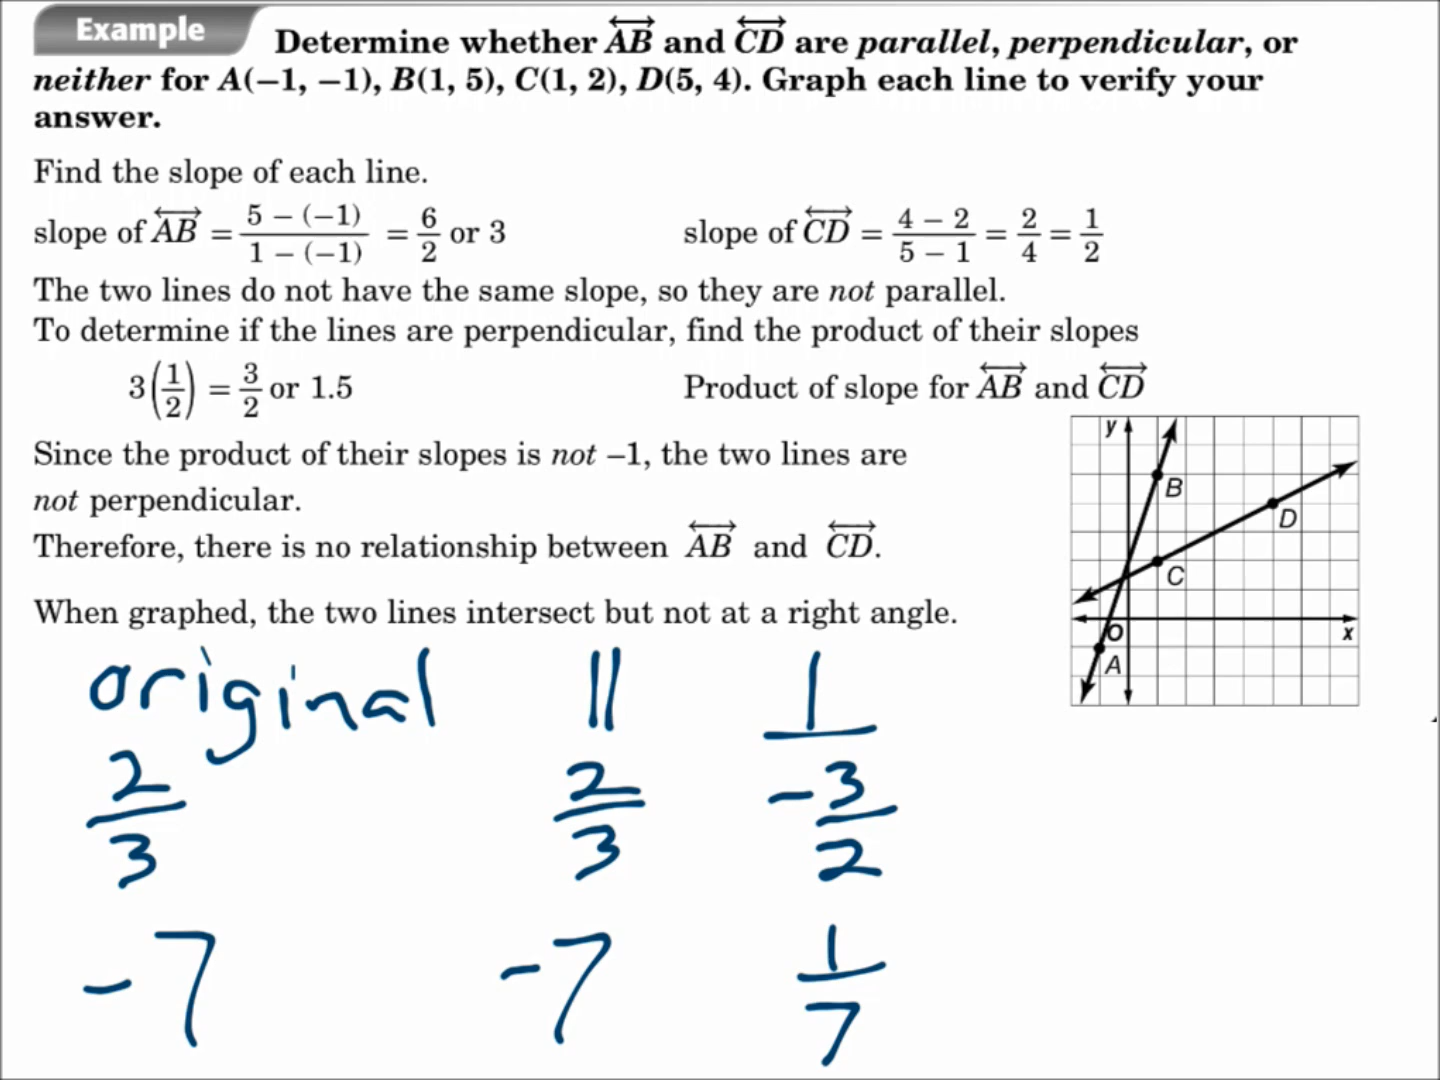 Example
Determine whether AB and CD are parallel, perpendicular, or
neither for A(−1, −1), B(1, 5), C(1, 2), D(5, 4). Graph each line to verify your
answer.
Find the slope of each line.
slope of AB = 5 − (−1) / 1 − (−1) = 6/2 or 3
slope of CD = 4 − 2 / 5 − 1 = 2/4 = 1/2
The two lines do not have the same slope, so they are not parallel.
To determine if the lines are perpendicular, find the product of their slopes
3(1/2) = 3/2 or 1.5
Product of slope for AB and CD
Since the product of their slopes is not –1, the two lines are
not perpendicular.
Therefore, there is no relationship between AB and CD.
When graphed, the two lines intersect but not at a right angle.
y
B
D
C
O
x
A
original || ⊥
2/3 2/3 -3/2
-7 -7 1/7